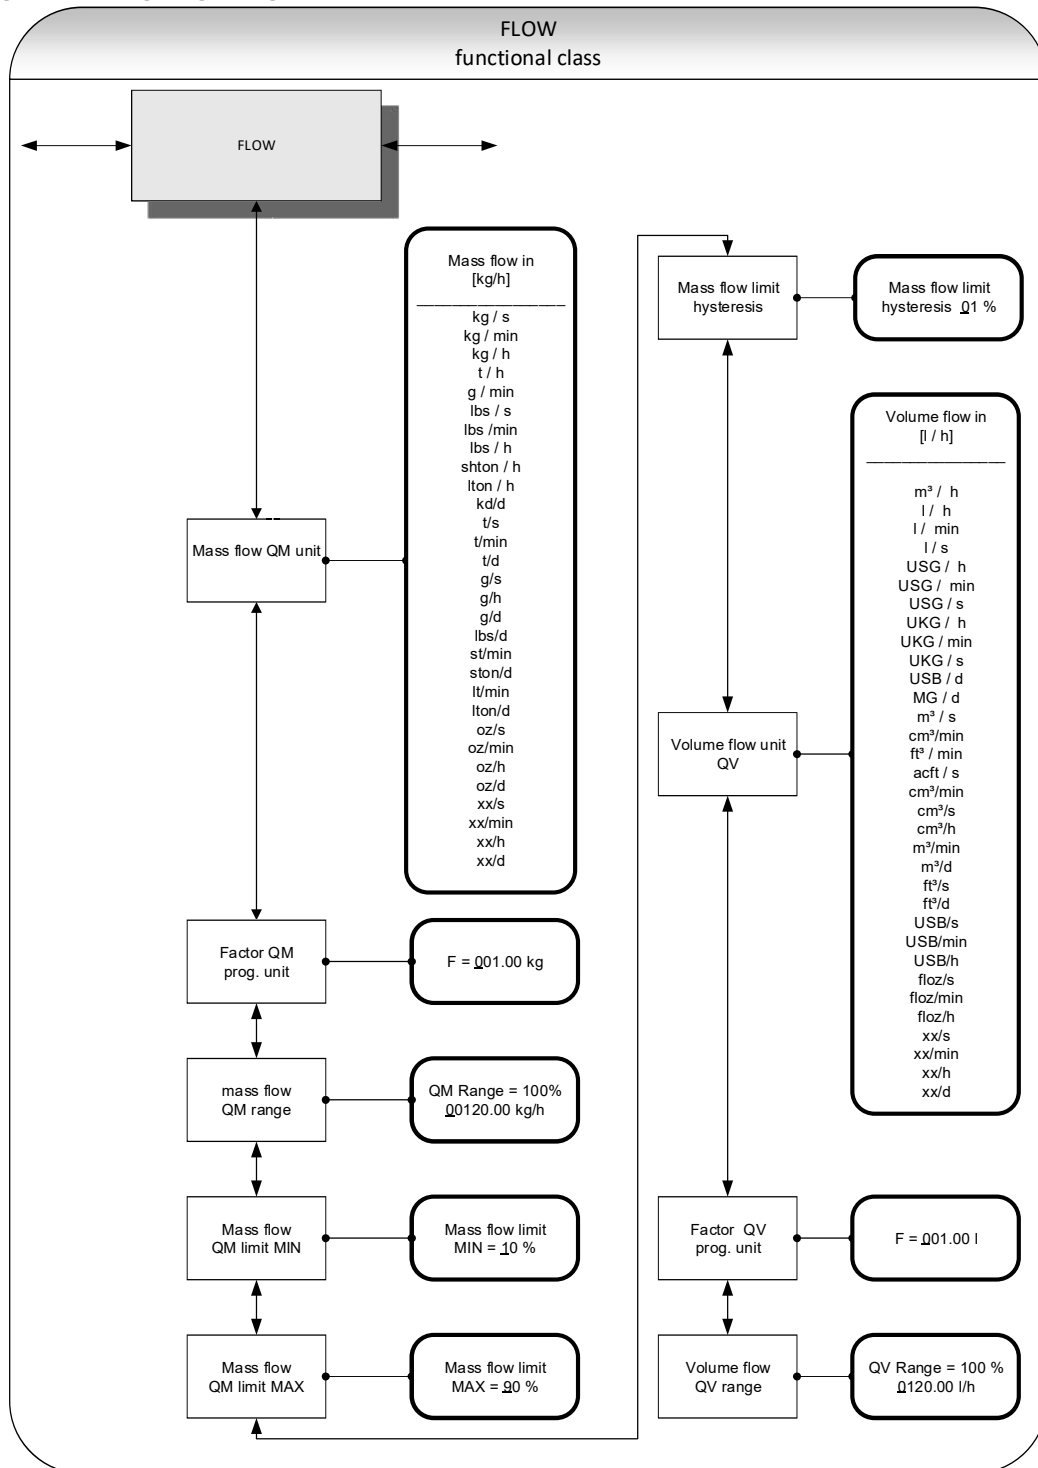 FLOW
functional class
FLOW
Mass flow in
[kg/h]
kg / s
kg / min
kg / h
t / h
g / min
lbs / s
lbs /min
lbs / h
shton / h
lton / h
kd/d
t/s
t/min
t/d
g/s
g/h
g/d
lbs/d
st/min
ston/d
lt/min
lton/d
oz/s
oz/min
oz/h
oz/d
xx/s
xx/min
xx/h
xx/d
Mass flow QM unit
Factor QM
prog. unit
F = 001.00 kg
mass flow
QM range
QM Range = 100%
00120.00 kg/h
Mass flow
QM limit MIN
Mass flow limit
MIN = 10 %
Mass flow
QM limit MAX
Mass flow limit
MAX = 90 %
Mass flow limit
hysteresis
Mass flow limit
hysteresis 01 %
Volume flow unit
QV
Volume flow in
[l / h]
m³ / h
l / h
l / min
l / s
USG / h
USG / min
USG / s
UKG / h
UKG / min
UKG / s
USB / d
MG / d
m³ / s
cm³/min
ft³ / min
acft / s
cm³/min
cm³/s
cm³/h
m³/min
m³/d
ft³/s
ft³/d
USB/s
USB/min
USB/h
floz/s
floz/min
floz/h
xx/s
xx/min
xx/h
xx/d
Factor QV
prog. unit
F = 001.00 l
Volume flow
QV range
QV Range = 100 %
0120.00 l/h